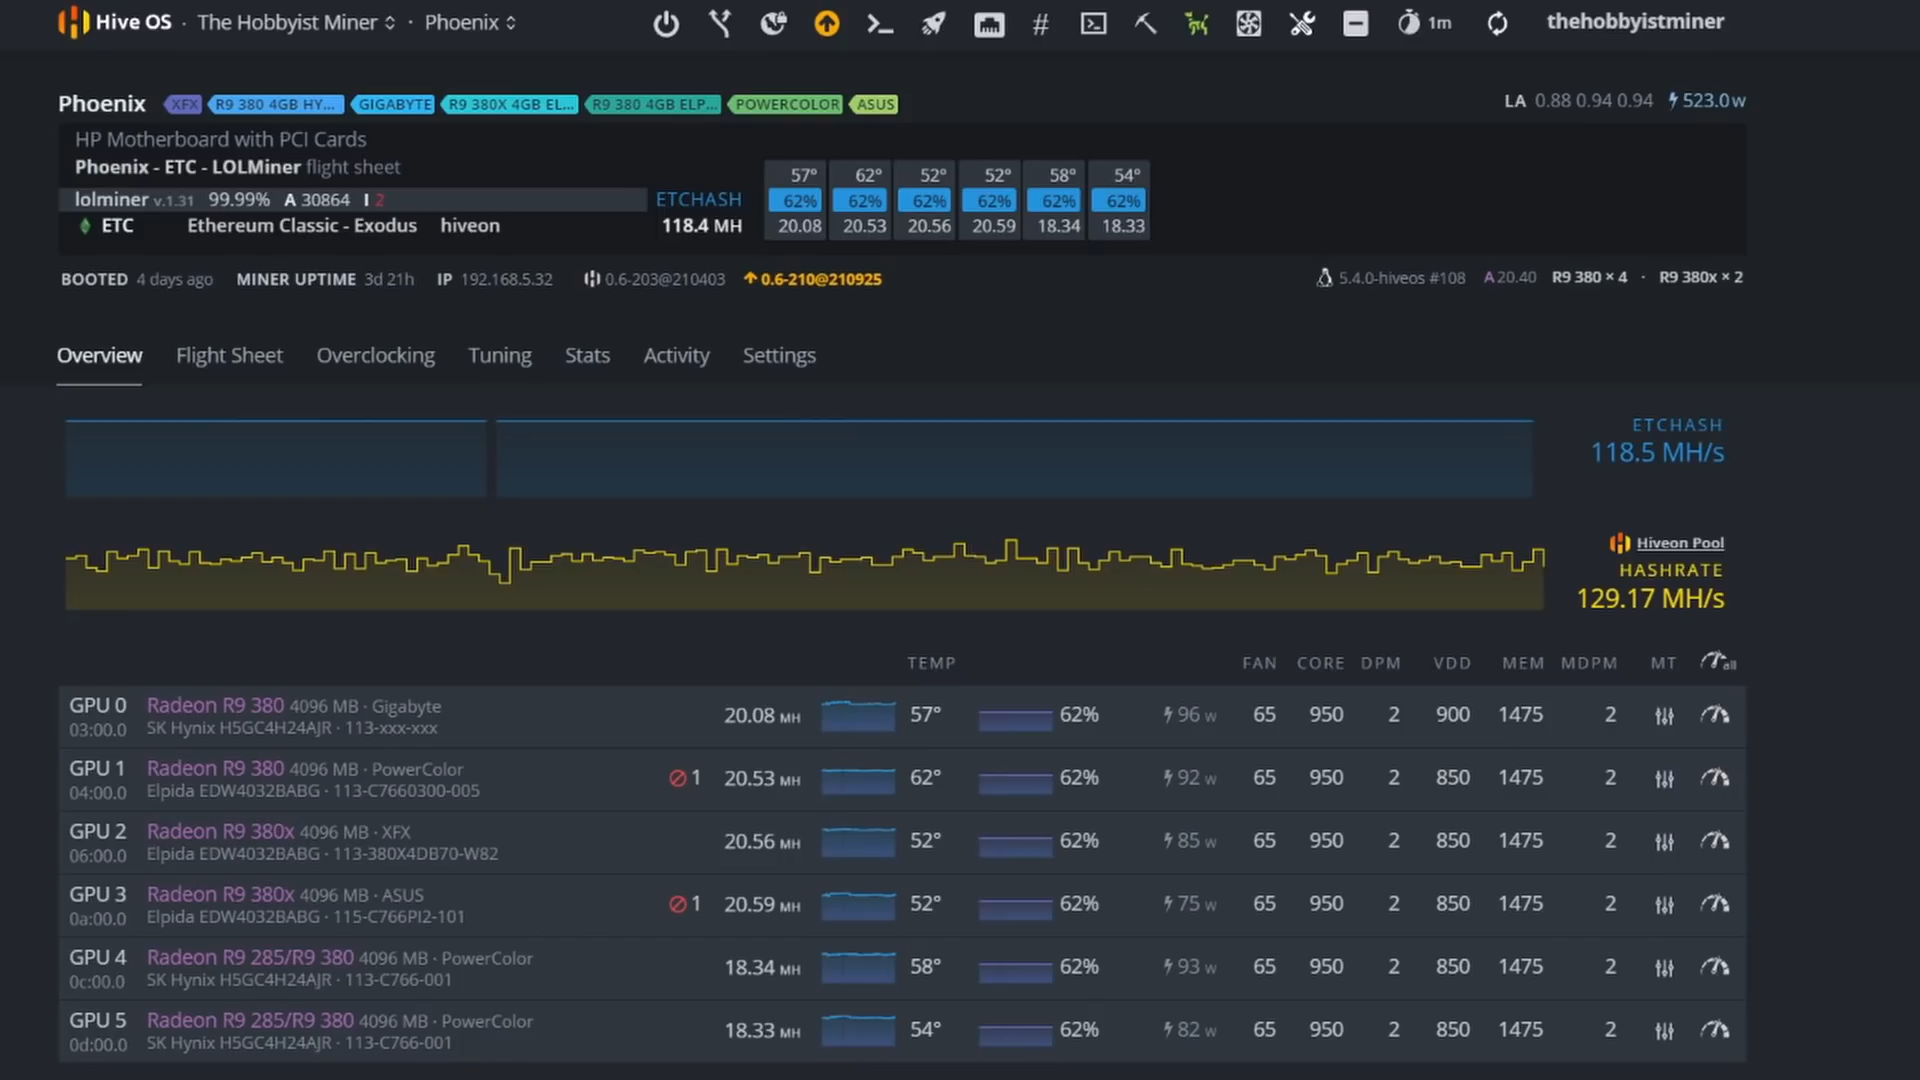 Hive OS · The Hobbyist Miner · Phoenix
1m
thehobbyistminer
Phoenix XFX R9 380 4GB HY... GIGABYTE R9 380X 4GB EL... R9 380 4GB ELP... POWERCOLOR ASUS
LA 0.88 0.94 0.94 523.0 w
HP Motherboard with PCI Cards
Phoenix - ETC - LOLMiner flight sheet
57° 62° 52° 52° 58° 54°
lolminer v.1.31 99.99% A 30864 I 2 ETCHASH 62% 62% 62% 62% 62% 62%
ETC Ethereum Classic - Exodus hiveon 118.4 MH 20.08 20.53 20.56 20.59 18.34 18.33
BOOTED 4 days ago MINER UPTIME 3d 21h IP 192.168.5.32 0.6-203@210403 0.6-210@210925
5.4.0-hiveos #108 A 20.40 R9 380 × 4 · R9 380x × 2
Overview Flight Sheet Overclocking Tuning Stats Activity Settings
ETCHASH
118.5 MH/s
Hiveon Pool
HASHRATE
129.17 MH/s
TEMP FAN CORE DPM VDD MEM MDPM MT all
GPU 0 Radeon R9 380 4096 MB · Gigabyte 20.08 MH 57° 62% 96 w 65 950 2 900 1475 2
03:00.0 SK Hynix H5GC4H24AJR · 113-xxx-xxx
GPU 1 Radeon R9 380 4096 MB · PowerColor 1 20.53 MH 62° 62% 92 w 65 950 2 850 1475 2
04:00.0 Elpida EDW4032BABG · 113-C7660300-005
GPU 2 Radeon R9 380x 4096 MB · XFX 20.56 MH 52° 62% 85 w 65 950 2 850 1475 2
06:00.0 Elpida EDW4032BABG · 113-380X4DB70-W82
GPU 3 Radeon R9 380x 4096 MB · ASUS 1 20.59 MH 52° 62% 75 w 65 950 2 850 1475 2
0a:00.0 Elpida EDW4032BABG · 115-C766PI2-101
GPU 4 Radeon R9 285/R9 380 4096 MB · PowerColor 18.34 MH 58° 62% 93 w 65 950 2 850 1475 2
0c:00.0 SK Hynix H5GC4H24AJR · 113-C766-001
GPU 5 Radeon R9 285/R9 380 4096 MB · PowerColor 18.33 MH 54° 62% 82 w 65 950 2 850 1475 2
0d:00.0 SK Hynix H5GC4H24AJR · 113-C766-001